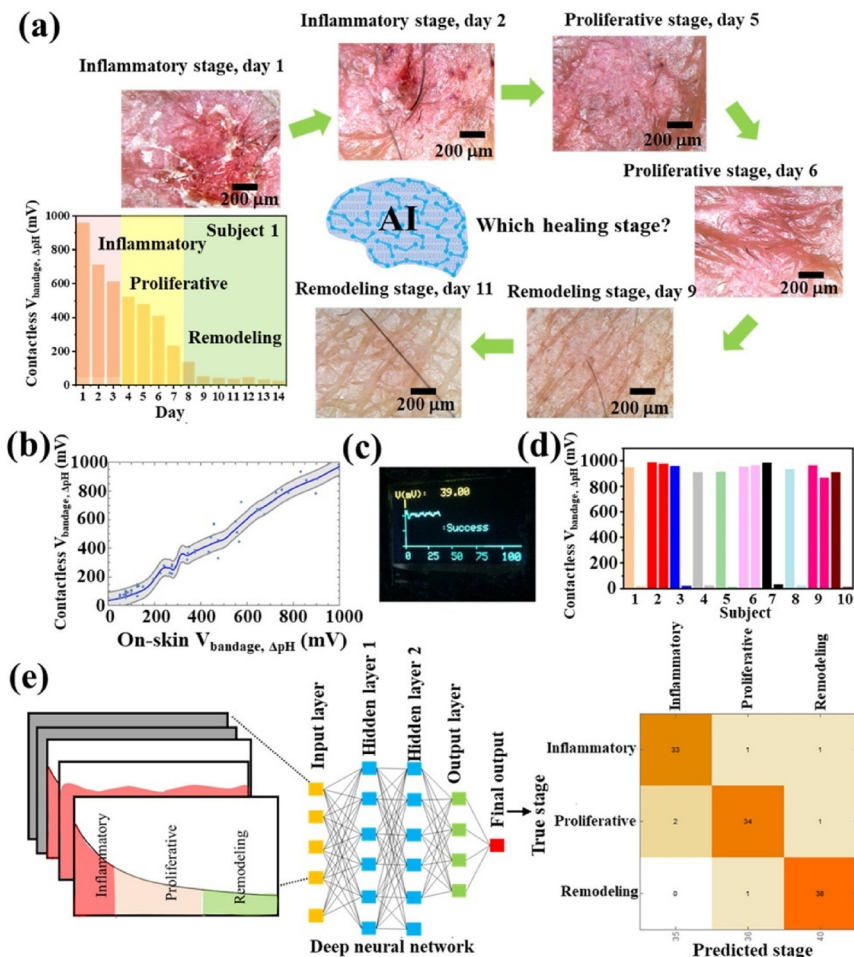 (a)
Inflammatory stage, day 1
200 μm
Inflammatory stage, day 2
200 μm
Proliferative stage, day 5
200 μm
Proliferative stage, day 6
200 μm
AI
Which healing stage?
Remodeling stage, day 11
200 μm
Remodeling stage, day 9
200 μm
Contactless V bandage, ΔpH (mV)
1000
800
600
400
200
0
Inflammatory
Subject 1
Proliferative
Remodeling
1 2 3 4 5 6 7 8 9 10 11 12 13 14
Day
(b)
Contactless V bandage, ΔpH (mV)
1000
800
600
400
200
0
0 200 400 600 800 1000
On-skin V bandage, ΔpH (mV)
(c)
V(mV): 39.00
:Success
0 25 50 75 100
(d)
Contactless V bandage, ΔpH (mV)
1000
800
600
400
200
0
1 2 3 4 5 6 7 8 9 10
Subject
(e)
Inflammatory
Proliferative
Remodeling
Input layer
Hidden layer 1
Hidden layer 2
Output layer
Final output
Deep neural network
True stage
Inflammatory
Proliferative
Remodeling
Inflammatory
33 1 1
Proliferative
2 34 1
Remodeling
0 1 38
35 36 40
Predicted stage